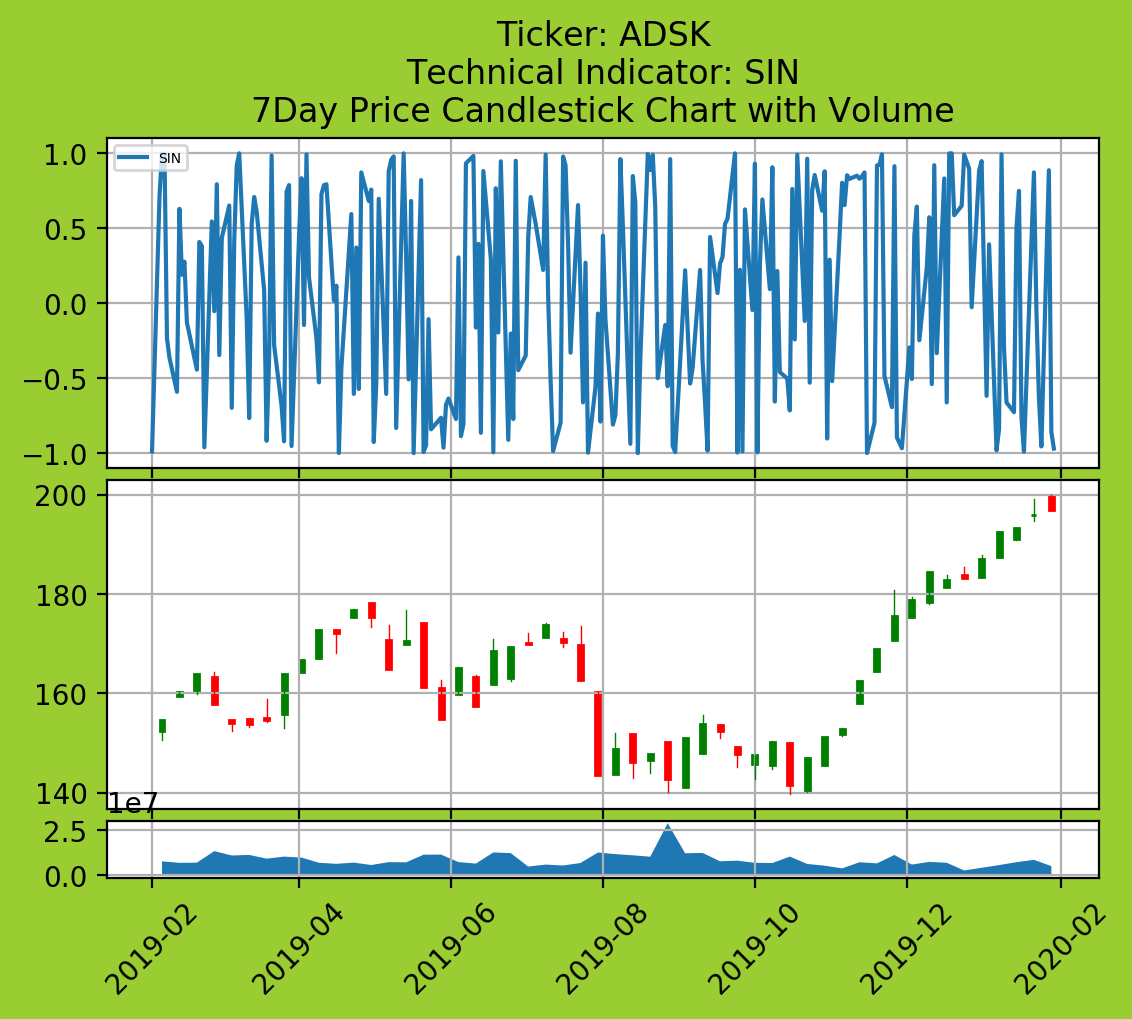 Ticker: ADSK
Technical Indicator: SIN
7Day Price Candlestick Chart with Volume
SIN
1.0
0.5
0.0
−0.5
−1.0
200
180
160
140
1e7
2.5
0.0
2019-02 2019-04 2019-06 2019-08 2019-10 2019-12 2020-02